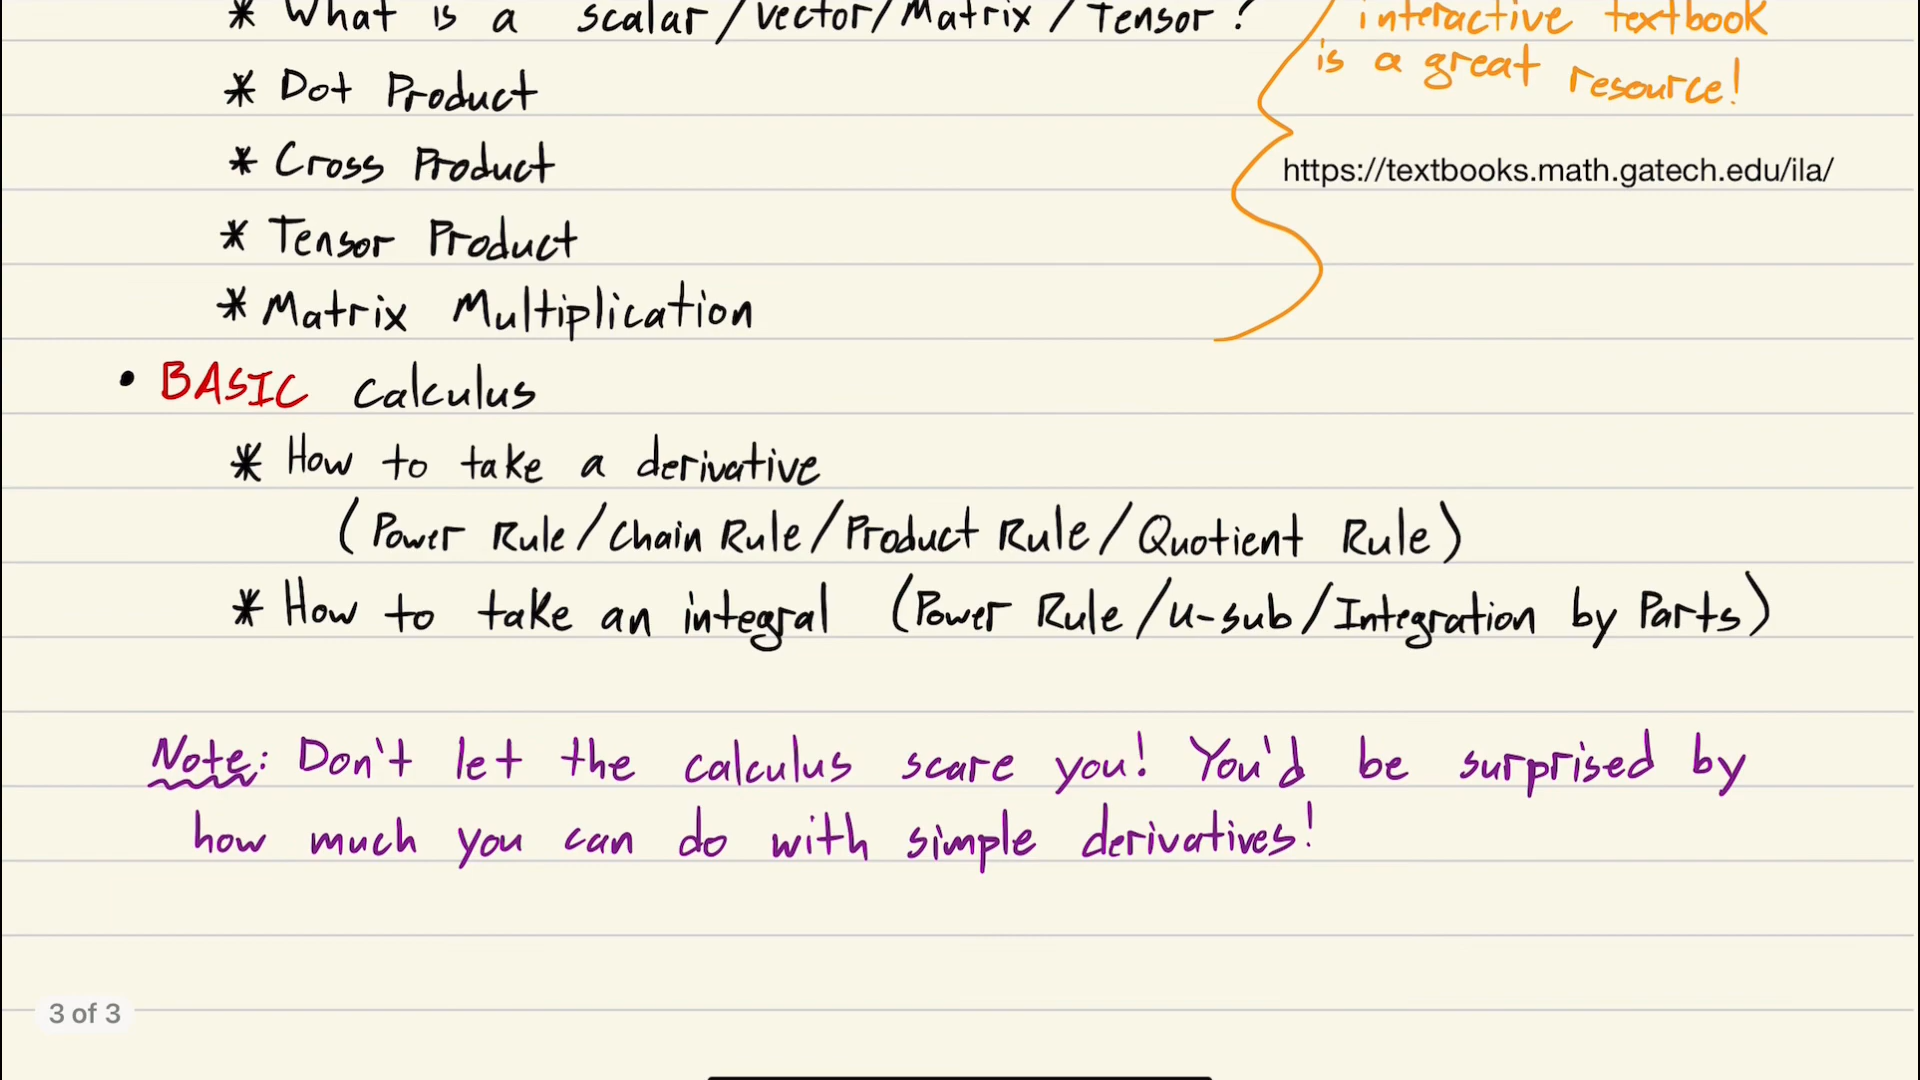 * What is a scalar/Vector/Matrix/Tensor?
interactive textbook
is a great resource!
* Dot Product
* Cross Product
https://textbooks.math.gatech.edu/ila/
* Tensor Product
* Matrix Multiplication
• BASIC Calculus
* How to take a derivative
(Power Rule/Chain Rule/Product Rule/Quotient Rule)
* How to take an integral (Power Rule/u-sub/Integration by Parts)
Note: Don't let the calculus scare you! You'd be surprised by
how much you can do with simple derivatives!
3 of 3